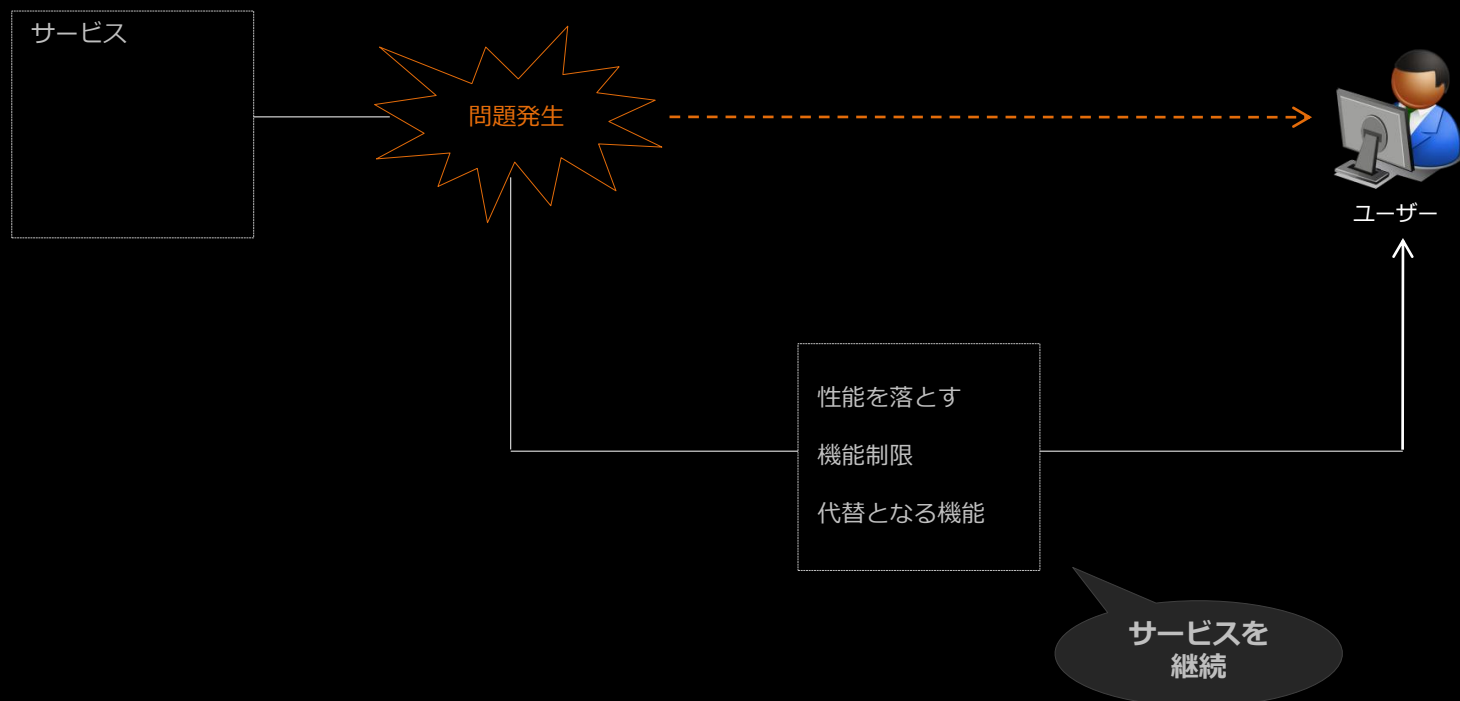 サービス
問題発生
ユーザー
性能を落とす
機能制限
代替となる機能
サービスを
継続